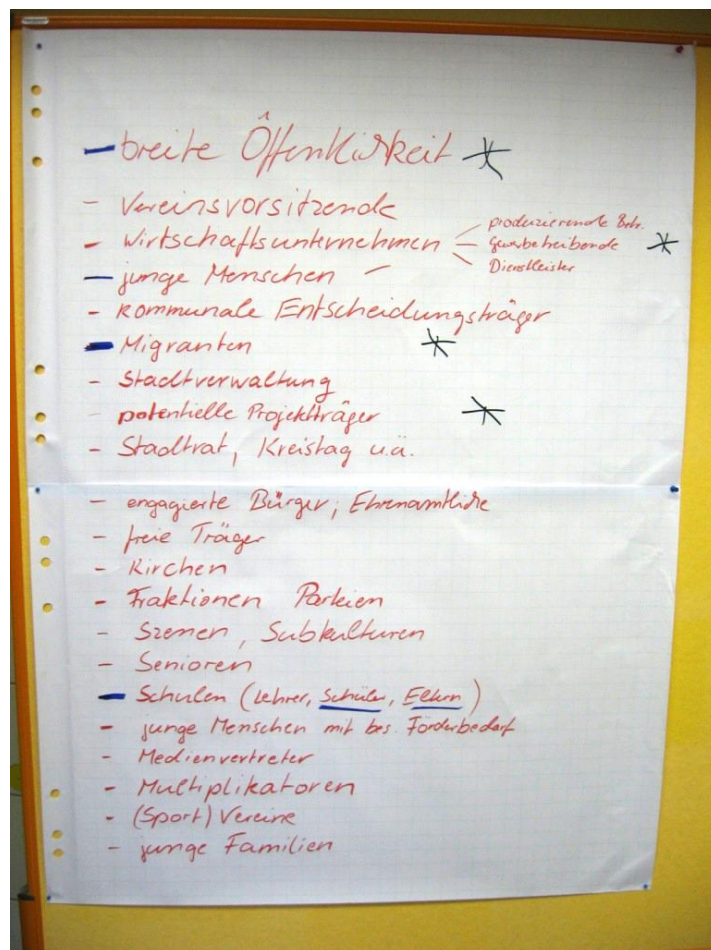 - breite Öffenlichkeit
- Vereinsvorsitzende
- Wirtschaftsunternehmen - produzierende Betr.
gewerbetreibende
Dienstleister
- junge Menschen -
- kommunale Entscheidungsträger
- Migranten
- Stadtverwaltung
- potentielle Projektträger
- Stadtrat, Kreistag u.ä.
- engagierte Bürger, Ehrenamtliche
- freie Träger
- Kirchen
- Fraktionen Parteien
- Szenen, Subkulturen
- Senioren
- Schulen (Lehrer, Schüler, Eltern)
- junge Menschen mit bes. Förderbedarf
- Medienvertreter
- Multiplikatoren
- (Sport) Vereine
- junge Familien